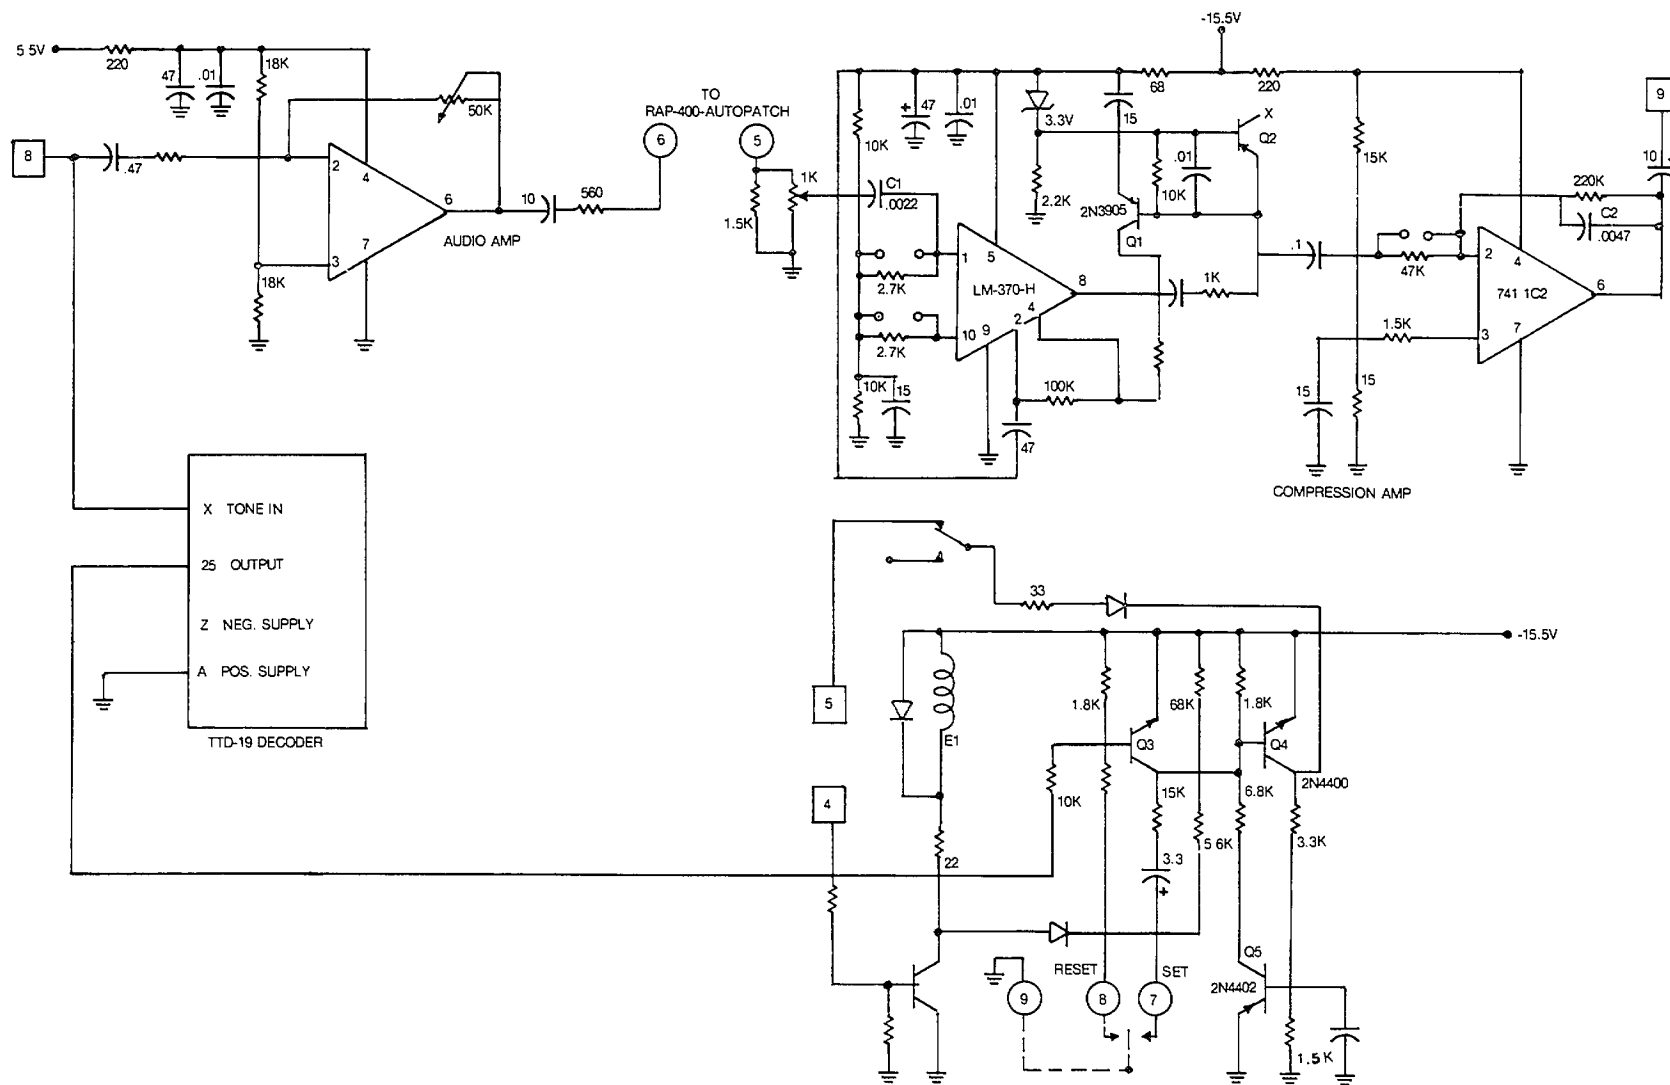 5 5V
220
47
.01
18K
50K
8
.47
2
4
6
7
3
18K
AUDIO AMP
10
560
TO
RAP-400-AUTOPATCH
6
5
1K
1.5K
C1
.0022
10K
47
.01
3.3V
2.2K
15
68
-15.5V
220
X
Q2
.01
10K
2N3905
Q1
1
5
LM-370-H
8
4
2
9
10
2.7K
2.7K
10K
15
100K
47
1K
.1
15K
47K
220K
C2
.0047
10
9
2
4
741 1C2
6
7
3
1.5K
15
15
COMPRESSION AMP
X TONE IN
25 OUTPUT
Z NEG. SUPPLY
A POS. SUPPLY
TTD-19 DECODER
33
-15.5V
5
E1
1.8K
Q3
68K
1.8K
Q4
2N4400
4
10K
15K
6.8K
22
5 6K
3.3K
3.3
+
RESET
SET
9
8
7
Q5
2N4402
1.5K